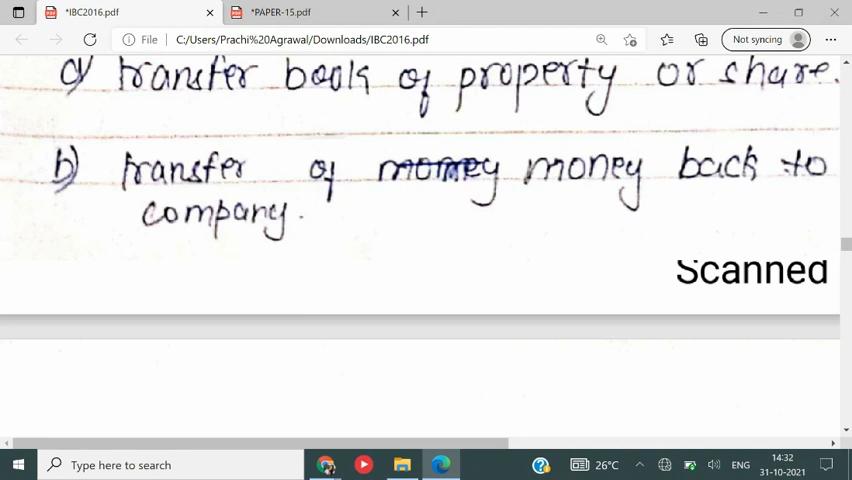 *IBC2016.pdf
*PAPER-15.pdf
File C:/Users/Prachi%20Agrawal/Downloads/IBC2016.pdf Not syncing
a) transfer book of property or share.
b) transfer of money money back to
company.
Scanned
Type here to search
26°C ENG 14:32
31-10-2021